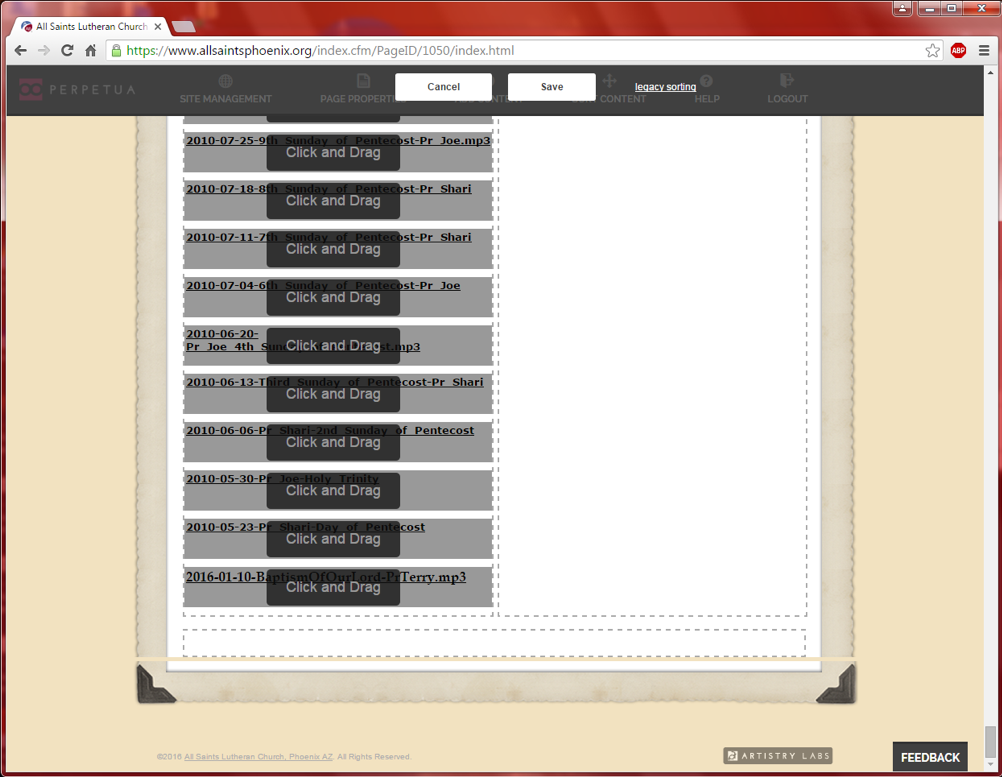 All Saints Lutheran Church
https://www.allsaintsphoenix.org/index.cfm/PageID/1050/index.html
ABP
PERPETUA
SITE MANAGEMENT
PAGE PROPERT
Cancel
Save
legacy sorting
CONTENT
HELP
LOGOUT
2010-07-25-9th_Sunday_of_Pentecost-Pr_Joe.mp3
Click and Drag
2010-07-18-8th_Sunday_of_Pentecost-Pr_Shari
Click and Drag
2010-07-11-7th_Sunday_of_Pentecost-Pr_Shari
Click and Drag
2010-07-04-6th_Sunday_of_Pentecost-Pr_Joe
Click and Drag
2010-06-20-
Pr_Joe_4th_Sunday_of_Pentecost.mp3
Click and Drag
2010-06-13-Third_Sunday_of_Pentecost-Pr_Shari
Click and Drag
2010-06-06-Pr_Shari-2nd_Sunday_of_Pentecost
Click and Drag
2010-05-30-Pr_Joe-Holy_Trinity
Click and Drag
2010-05-23-Pr_Shari-Day_of_Pentecost
Click and Drag
2016-01-10-BaptismOfOurLord-PrTerry.mp3
Click and Drag
©2016 All Saints Lutheran Church, Phoenix AZ. All Rights Reserved.
ARTISTRY LABS
FEEDBACK